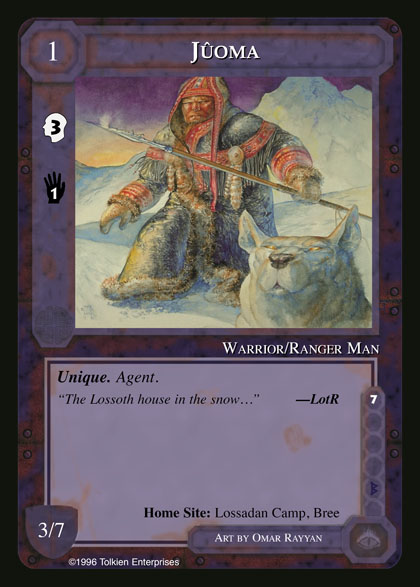 1
JÛOMA
3
1
WARRIOR/RANGER MAN
Unique. Agent.
“The Lossoth house in the snow…” —LotR
7
Home Site: Lossadan Camp, Bree
3/7
ART BY OMAR RAYYAN
©1996 Tolkien Enterprises